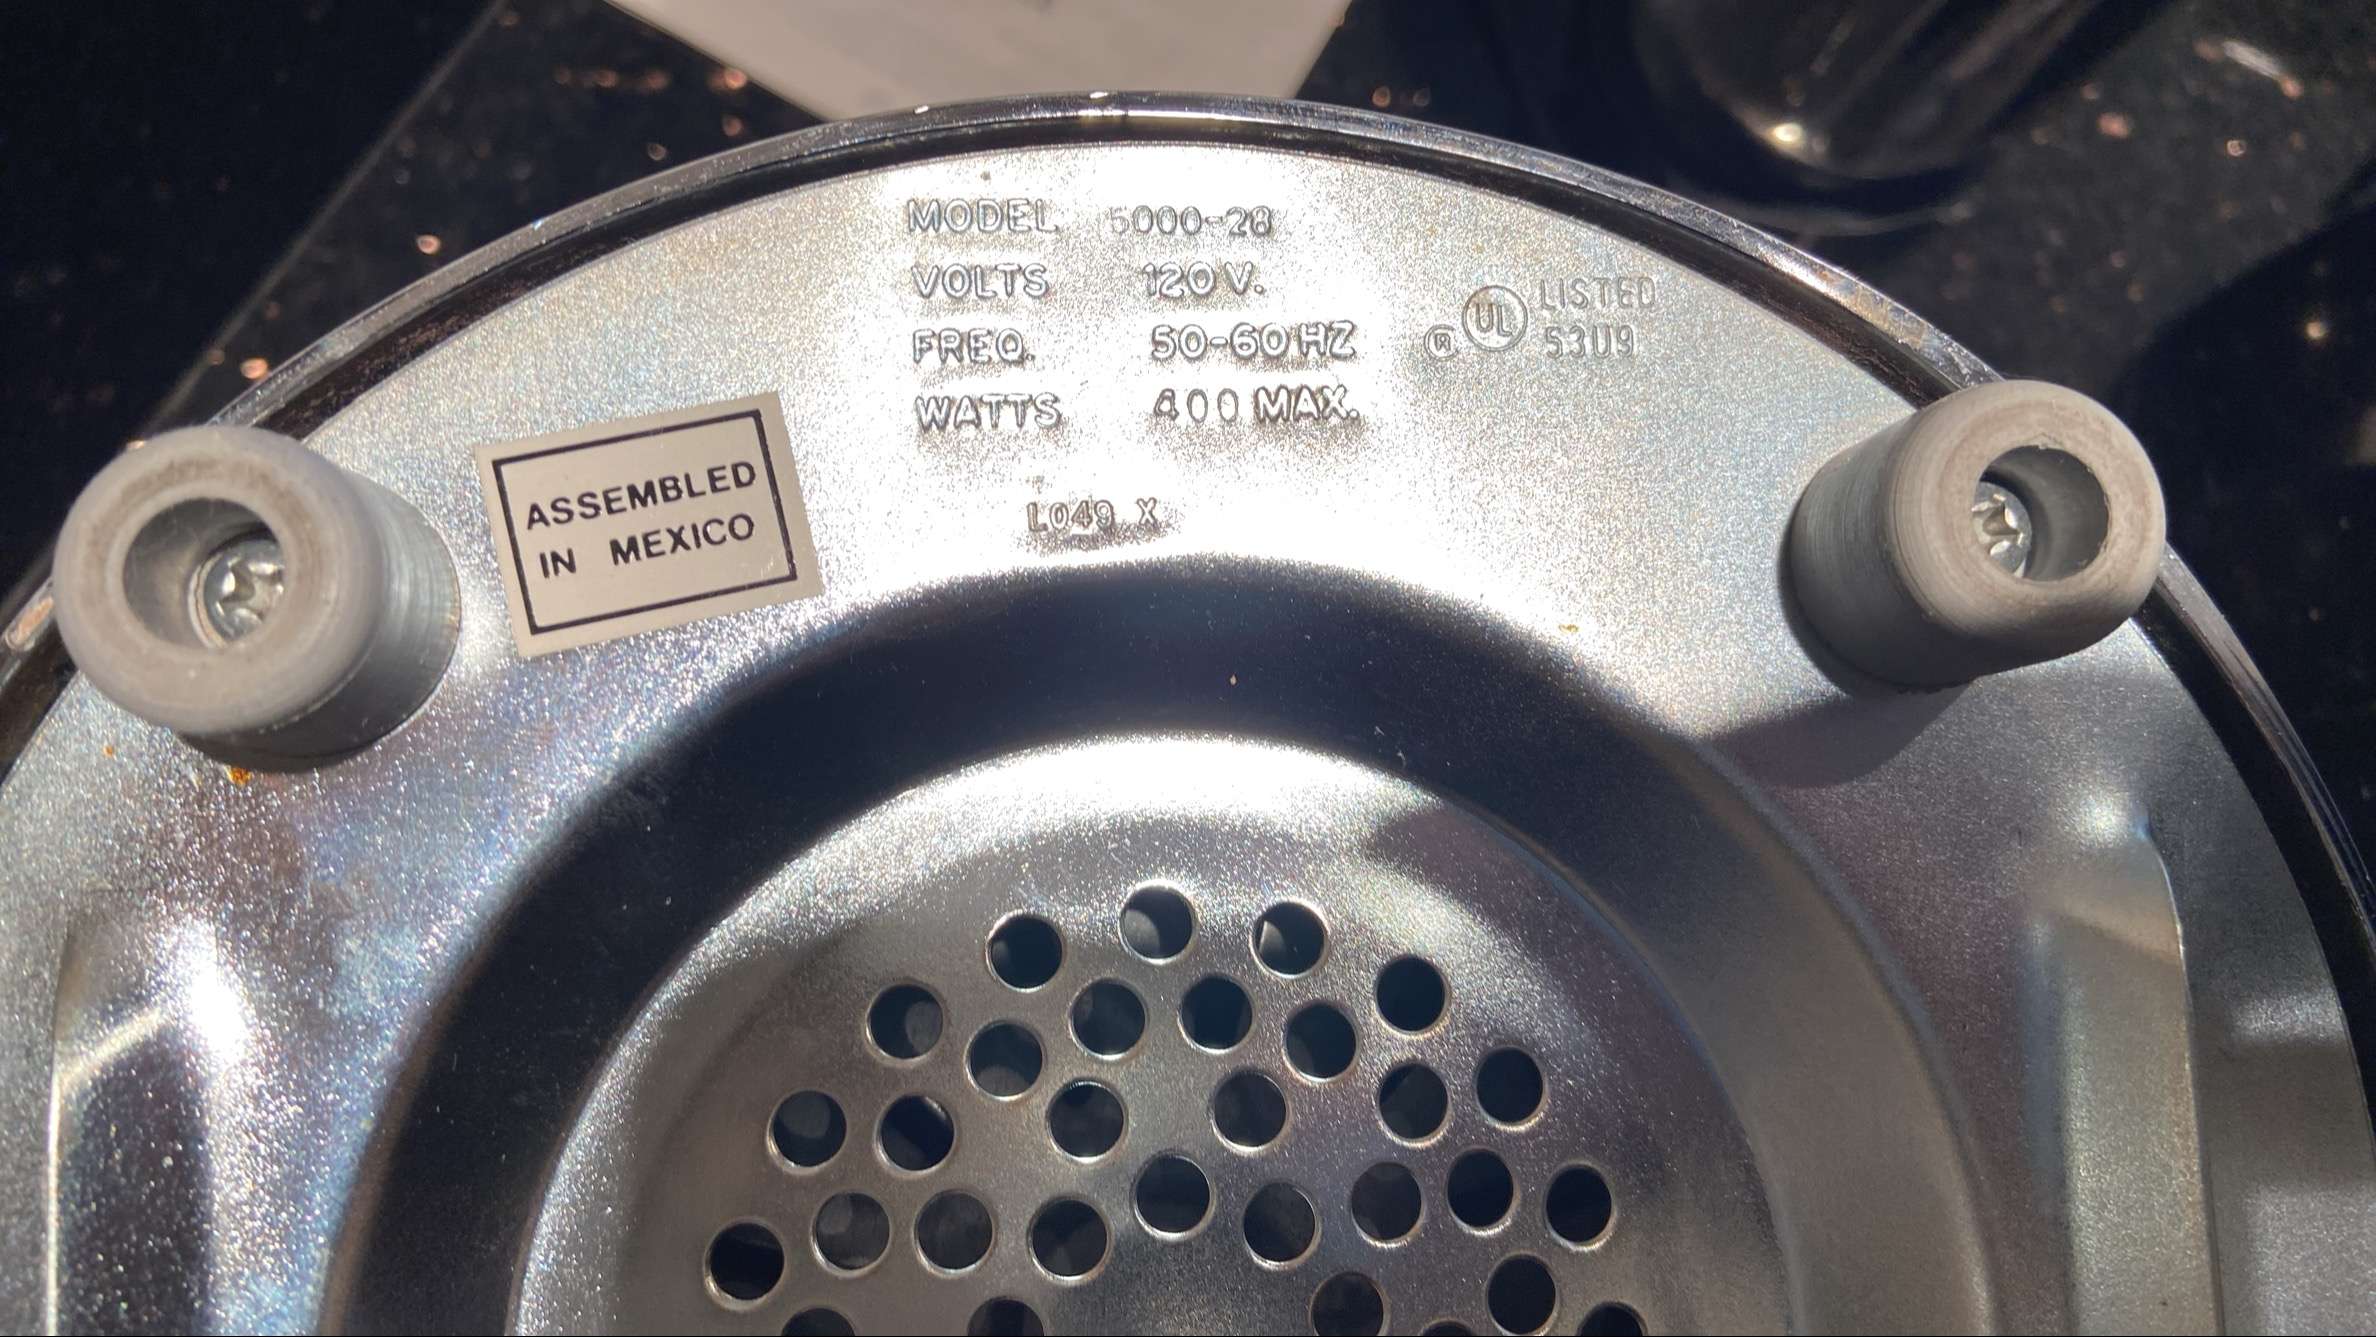 MODEL 5000-28
VOLTS 120 V.
FREQ. 50-60 HZ
WATTS 400 MAX.
® UL LISTED
53U9
L049 X
ASSEMBLED
IN MEXICO